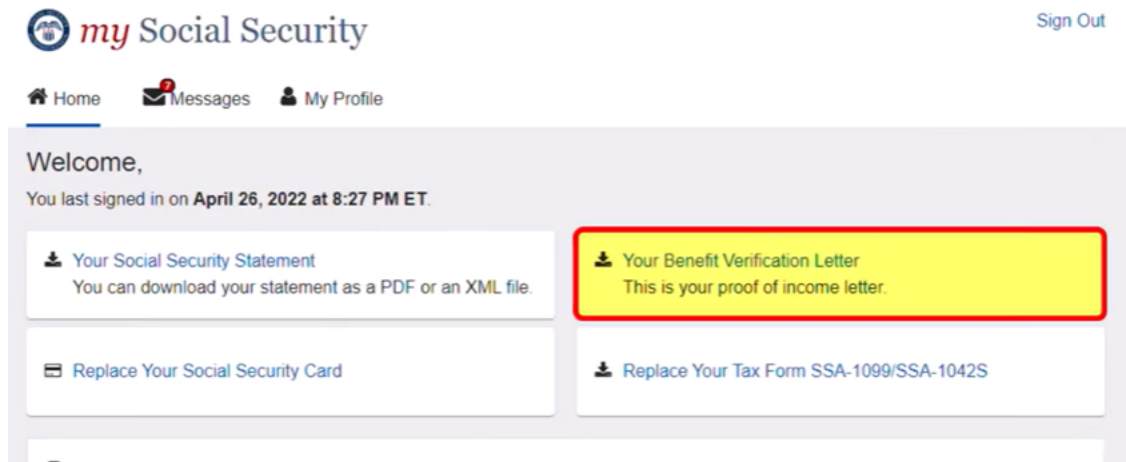 my Social Security
Sign Out
Home
7
Messages
My Profile
Welcome,
You last signed in on April 26, 2022 at 8:27 PM ET.
Your Social Security Statement
You can download your statement as a PDF or an XML file.
Your Benefit Verification Letter
This is your proof of income letter.
Replace Your Social Security Card
Replace Your Tax Form SSA-1099/SSA-1042S